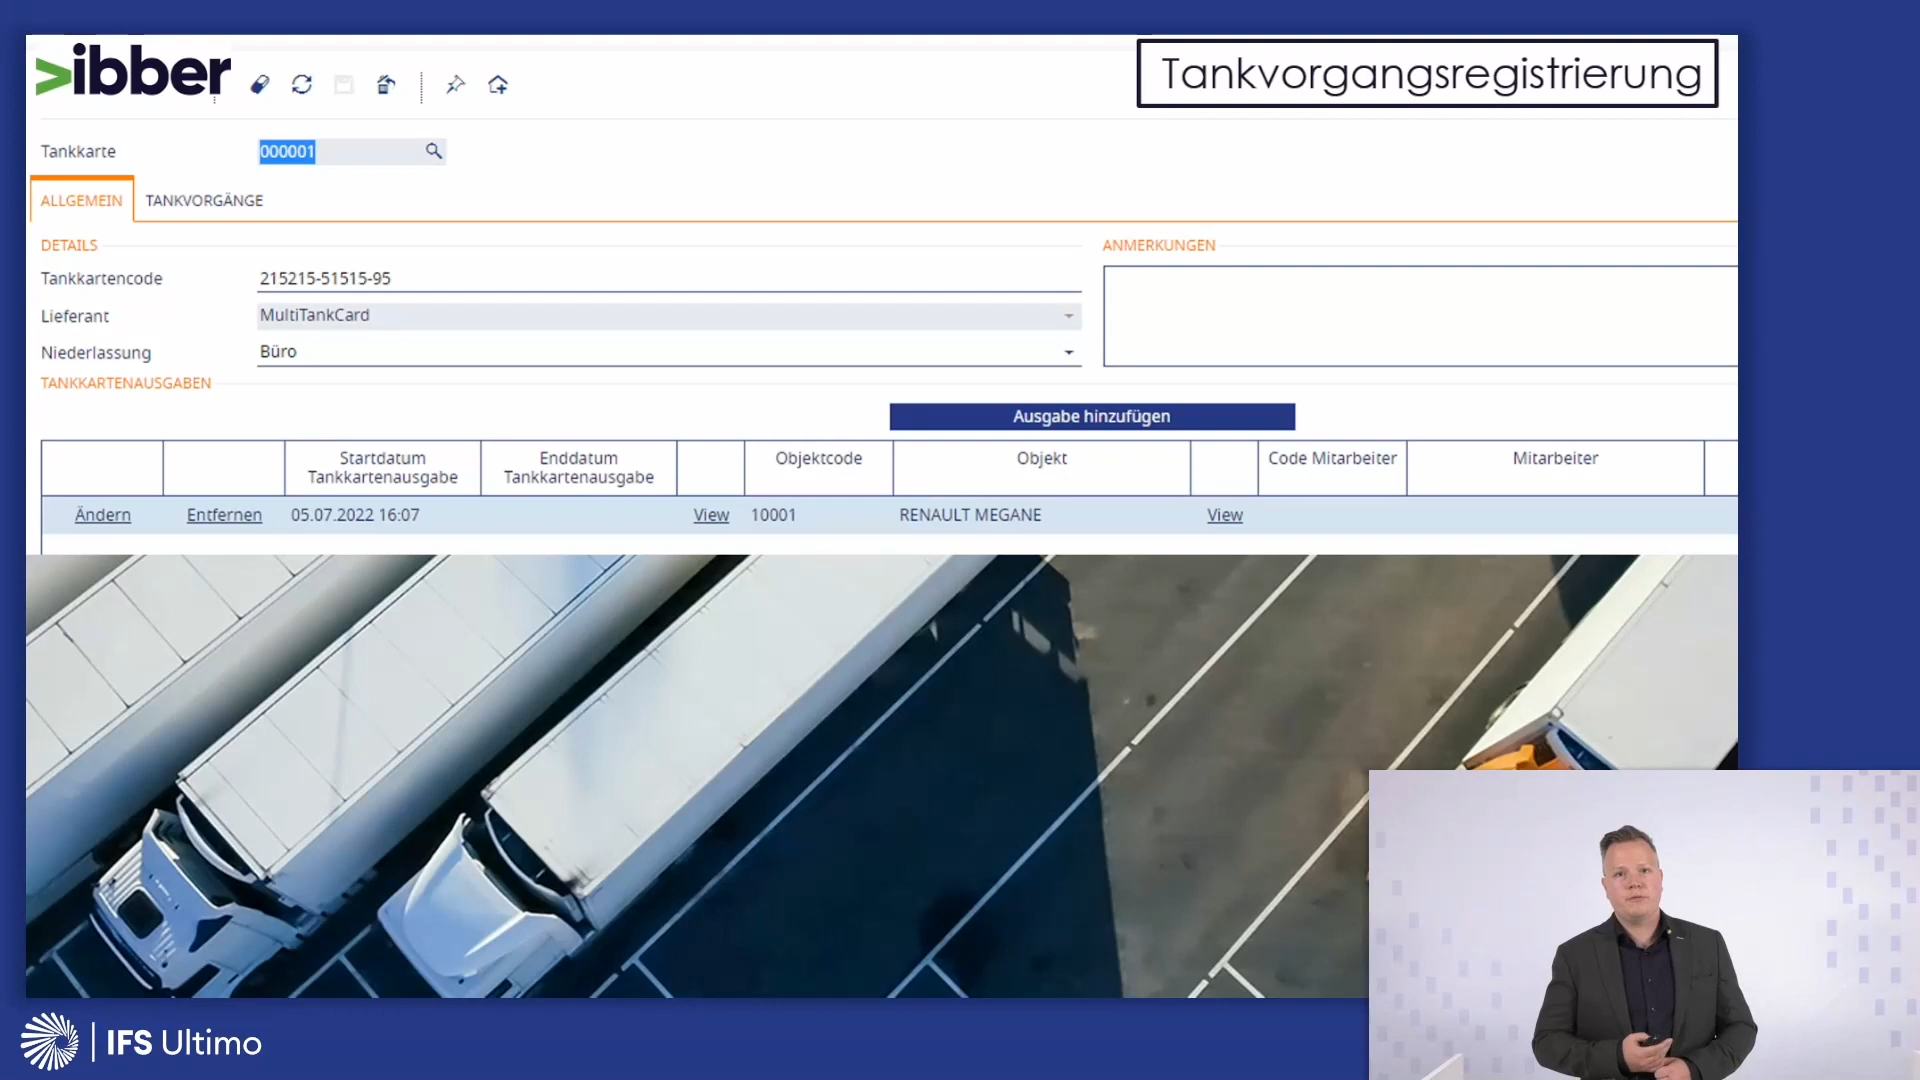 >ibber
Tankvorgangsregistrierung
Tankkarte 000001
ALLGEMEIN TANKVORGÄNGE
DETAILS
Tankkartencode 215215-51515-95
Lieferant MultiTankCard
Niederlassung Büro
ANMERKUNGEN
TANKKARTENAUSGABEN
Ausgabe hinzufügen
Startdatum Tankkartenausgabe Enddatum Tankkartenausgabe Objektcode Objekt Code Mitarbeiter Mitarbeiter
Ändern Entfernen 05.07.2022 16:07 View 10001 RENAULT MEGANE View
IFS Ultimo